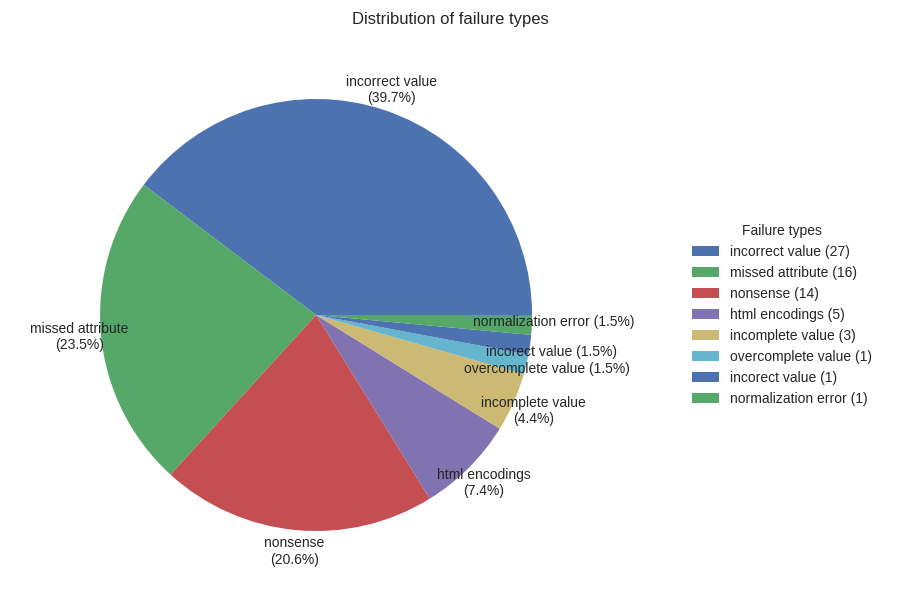 Distribution of failure types
incorrect value
(39.7%)
missed attribute
(23.5%)
nonsense
(20.6%)
html encodings
(7.4%)
incomplete value
(4.4%)
overcomplete value (1.5%)
incorect value (1.5%)
normalization error (1.5%)
Failure types
incorrect value (27)
missed attribute (16)
nonsense (14)
html encodings (5)
incomplete value (3)
overcomplete value (1)
incorect value (1)
normalization error (1)